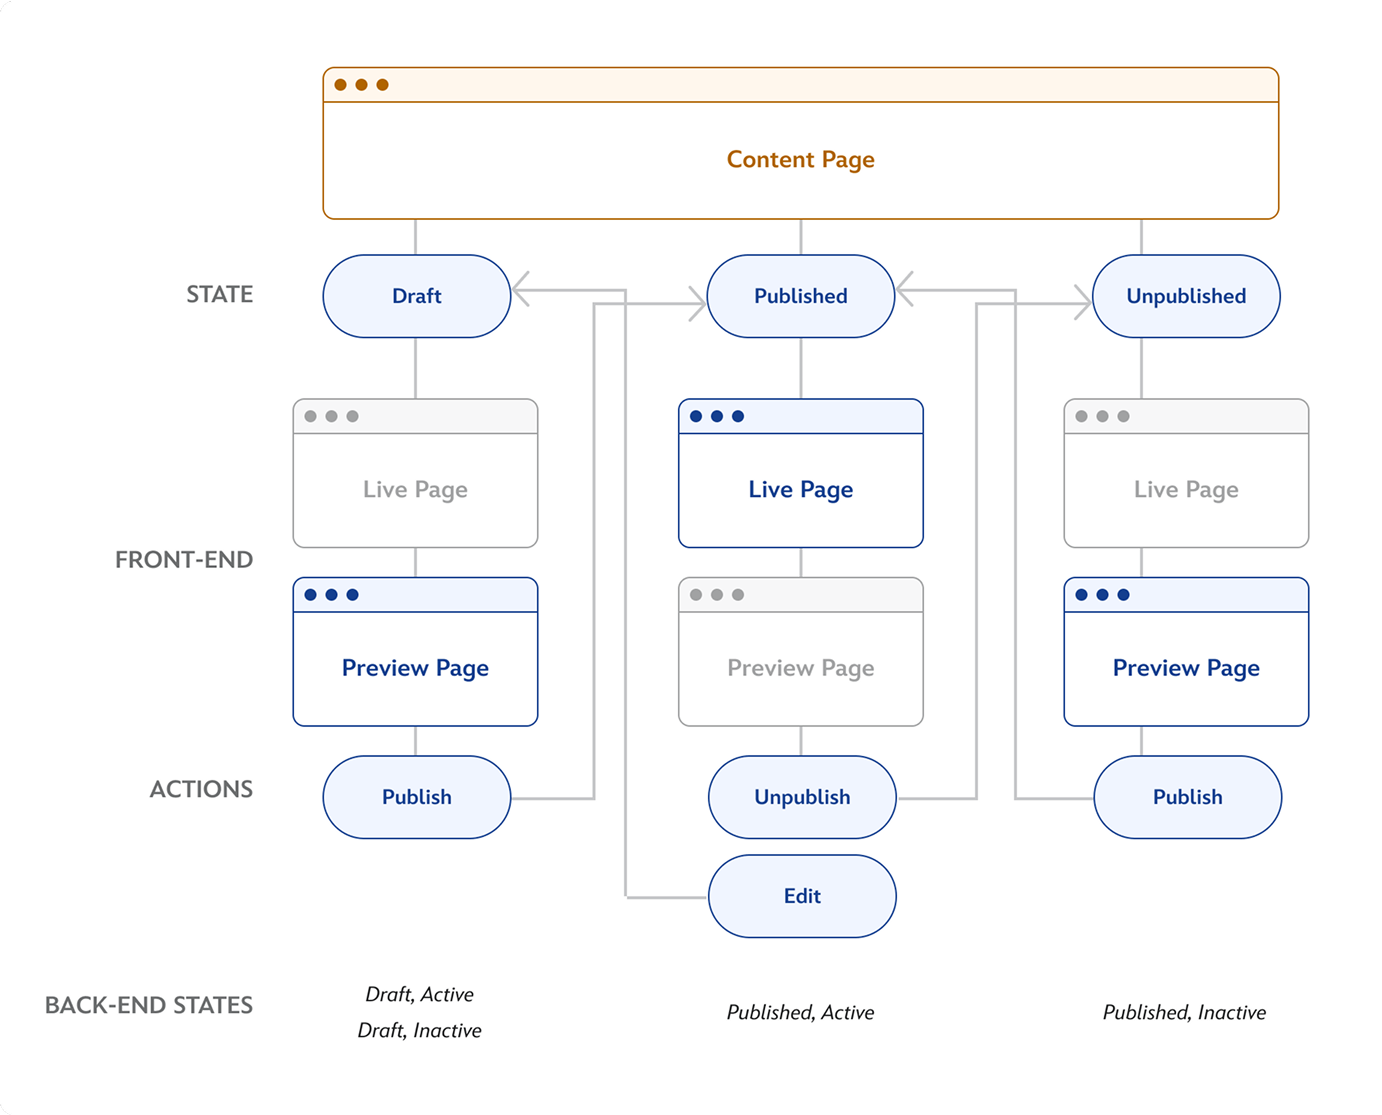 Content Page
STATE
Draft
Published
Unpublished
Live Page
Live Page
Live Page
FRONT-END
Preview Page
Preview Page
Preview Page
ACTIONS
Publish
Unpublish
Publish
Edit
BACK-END STATES
Draft, Active
Draft, Inactive
Published, Active
Published, Inactive